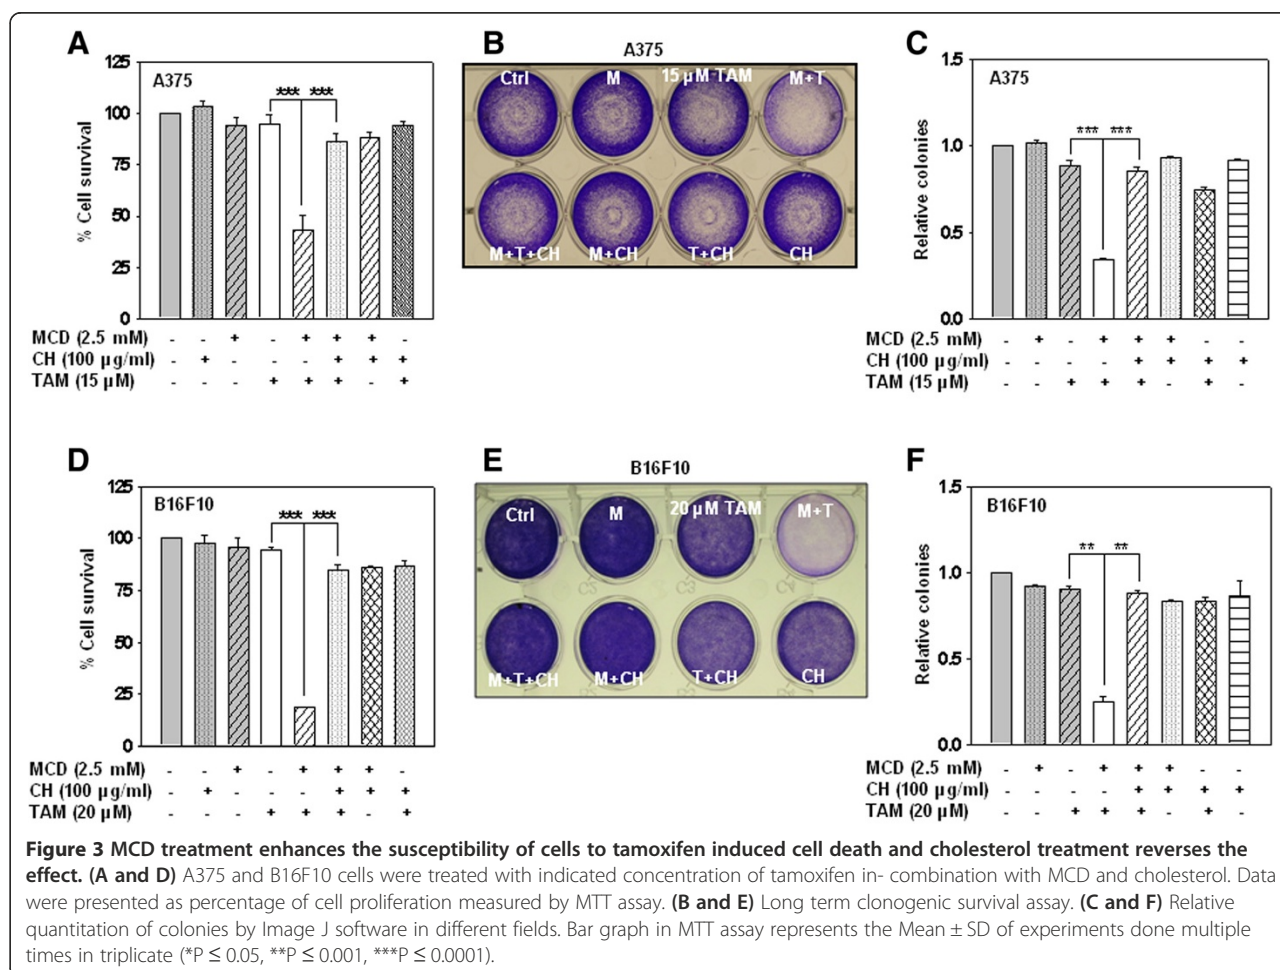 A
125
100
75
50
25
0
% Cell survival
A375
*** ***
MCD (2.5 mM) - - + - + + + -
CH (100 µg/ml) - + - - - + + +
TAM (15 µM) - - - + + + - +
B
A375
Ctrl M 15 µM TAM M+T
M+T+CH M+CH T+CH CH
C
1.5
1.0
0.5
0.0
Relative colonies
A375
*** ***
MCD (2.5 mM) - + - + + + - -
CH (100 µg/ml) - - - - + + + +
TAM (15 µM) - - + + + - + -
D
125
100
75
50
25
0
% Cell survival
B16F10
*** ***
MCD (2.5 mM) - - + - + + + -
CH (100 µg/ml) - + - - - + + +
TAM (20 µM) - - - + + + - +
E
B16F10
Ctrl M 20 µM TAM M+T
M+T+CH M+CH T+CH CH
F
1.5
1.0
0.5
0.0
Relative colonies
B16F10
** **
MCD (2.5 mM) - + - + + + - -
CH (100 µg/ml) - - - - + + + +
TAM (20 µM) - - + + + - + -
Figure 3 MCD treatment enhances the susceptibility of cells to tamoxifen induced cell death and cholesterol treatment reverses the
effect. (A and D) A375 and B16F10 cells were treated with indicated concentration of tamoxifen in- combination with MCD and cholesterol. Data
were presented as percentage of cell proliferation measured by MTT assay. (B and E) Long term clonogenic survival assay. (C and F) Relative
quantitation of colonies by Image J software in different fields. Bar graph in MTT assay represents the Mean ± SD of experiments done multiple
times in triplicate (*P ≤ 0.05, **P ≤ 0.001, ***P ≤ 0.0001).